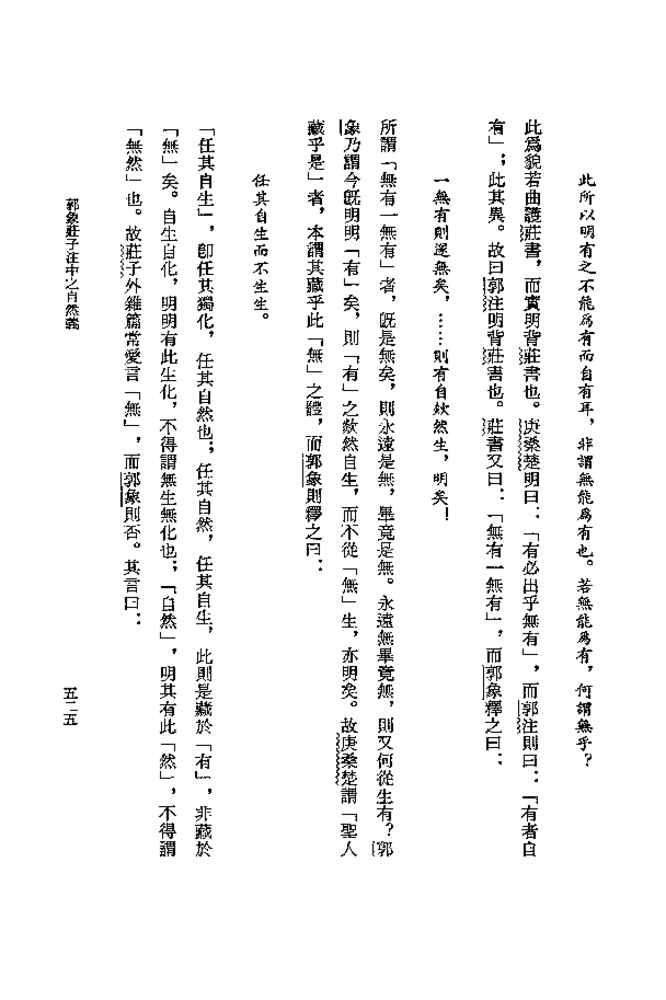 此所以明有之不能爲有而自有耳，非謂無能爲有也。若無能爲有，何謂無乎？
此爲貌若曲護莊書，而實明背莊書也。庚桑楚明曰：「有必出乎無有」，而郭注則曰：「有者自
有」；此其異。故曰郭注明背莊書也。莊書又曰：「無有一無有」，而郭象釋之曰：
一無有則遂無矣，……則有自欻然生，明矣！
所謂「無有一無有」者，既是無矣，則永遠是無，畢竟是無。永遠無畢竟無，則又何從生有？郭
象乃謂今既明明「有」矣，則「有」之欻然自生，而不從「無」生，亦明矣。故庚桑楚謂「聖人
藏乎是」者，本謂其藏乎此「無」之體，而郭象則釋之曰：
任其自生而不生生。
「任其自生」，卽任其獨化，任其自然也；任其自然，任其自生，此則是藏於「有」，非藏於
「無」矣。自生自化，明明有此生化，不得謂無生無化也；「自然」，明其有此「然」，不得謂
「無然」也。故莊子外雜篇常愛言「無」，而郭象則否。其言曰：
郭象莊子注中之自然義
五二五